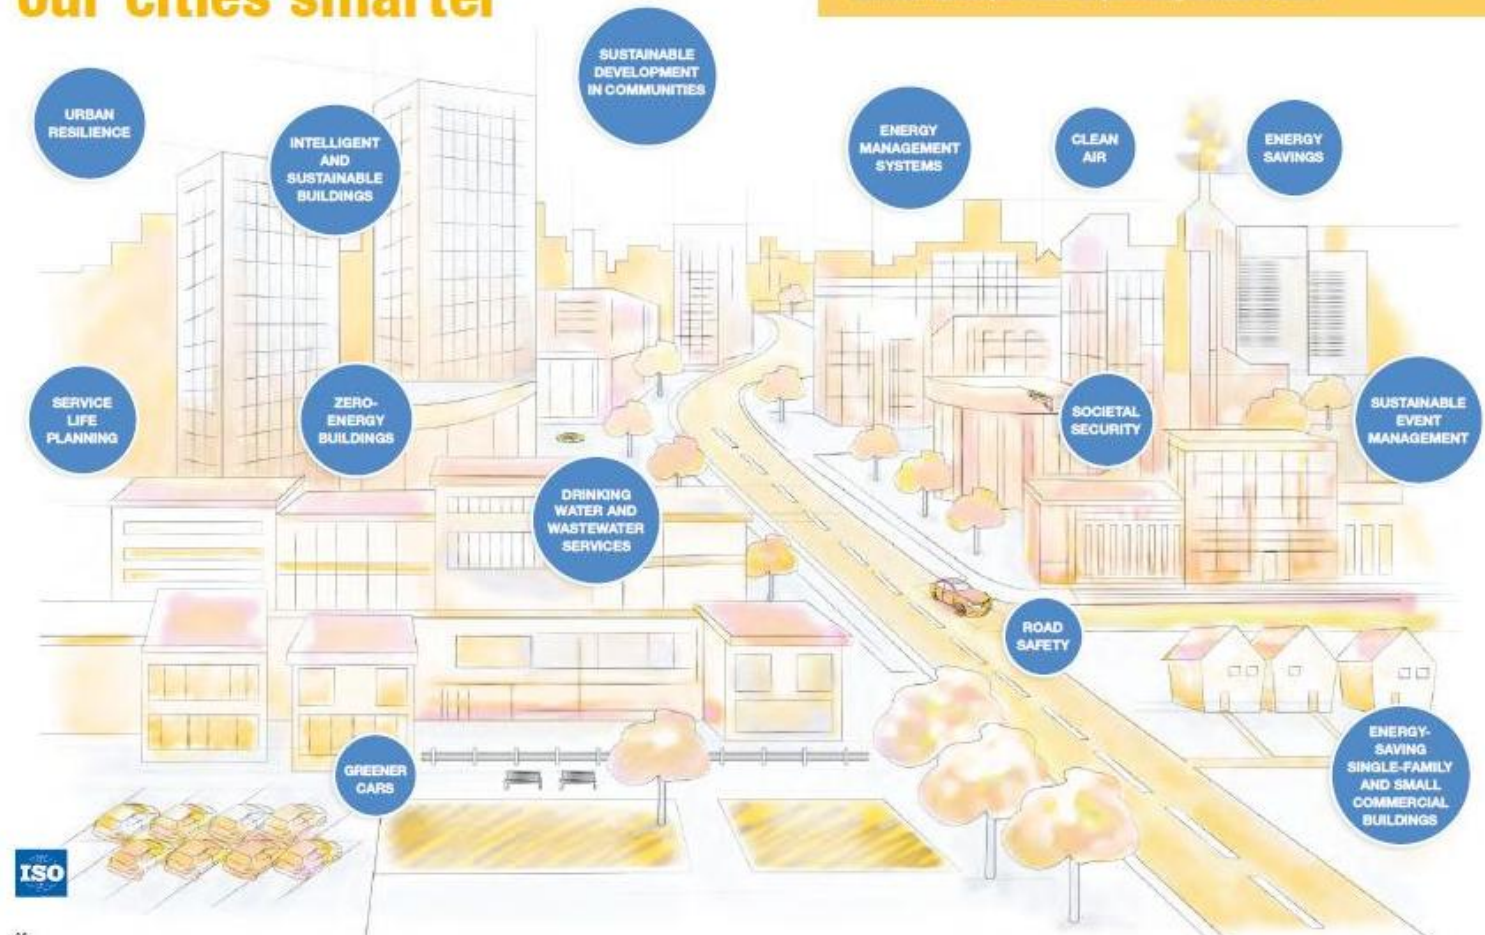 our cities smarter
SUSTAINABLE
DEVELOPMENT
IN COMMUNITIES
URBAN
RESILIENCE
INTELLIGENT
AND
SUSTAINABLE
BUILDINGS
ENERGY
MANAGEMENT
SYSTEMS
CLEAN
AIR
ENERGY
SAVINGS
SERVICE
LIFE
PLANNING
ZERO-
ENERGY
BUILDINGS
SOCIETAL
SECURITY
SUSTAINABLE
EVENT
MANAGEMENT
DRINKING
WATER AND
WASTEWATER
SERVICES
ROAD
SAFETY
GREENER
CARS
ENERGY-
SAVING
SINGLE-FAMILY
AND SMALL
COMMERCIAL
BUILDINGS
ISO